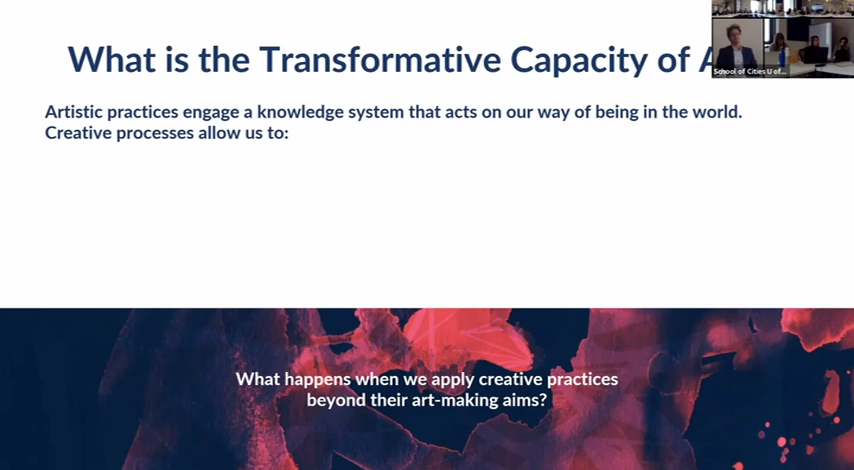 What is the Transformative Capacity of
Artistic practices engage a knowledge system that acts on our way of being in the world.
Creative processes allow us to:
School of Cities U of...
What happens when we apply creative practices
beyond their art-making aims?